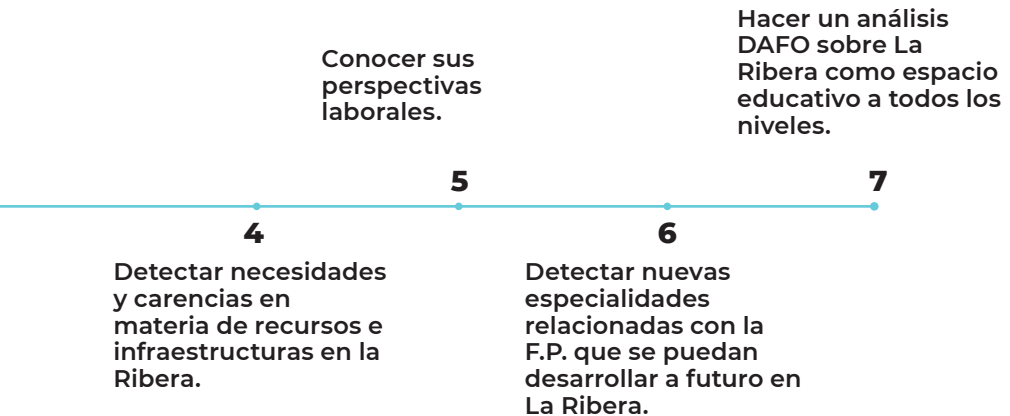 4
Detectar necesidades
y carencias en
materia de recursos e
infraestructuras en la
Ribera.
5
Conocer sus
perspectivas
laborales.
6
Detectar nuevas
especialidades
relacionadas con la
F.P. que se puedan
desarrollar a futuro en
La Ribera.
7
Hacer un análisis
DAFO sobre La
Ribera como espacio
educativo a todos los
niveles.